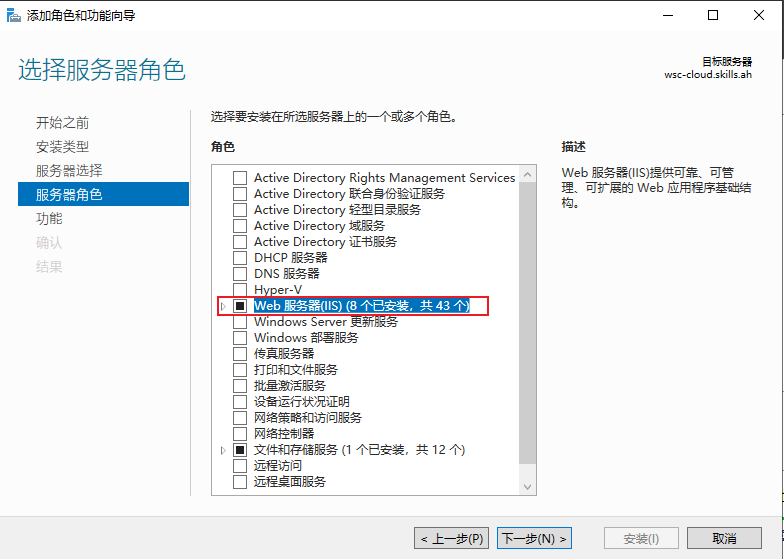 添加角色和功能向导
选择服务器角色
目标服务器
wsc-cloud.skills.ah
开始之前
安装类型
服务器选择
服务器角色
功能
确认
结果
选择要安装在所选服务器上的一个或多个角色。
角色
Active Directory Rights Management Services
Active Directory 联合身份验证服务
Active Directory 轻型目录服务
Active Directory 域服务
Active Directory 证书服务
DHCP 服务器
DNS 服务器
Hyper-V
Web 服务器(IIS) (8 个已安装，共 43 个)
Windows Server 更新服务
Windows 部署服务
传真服务器
打印和文件服务
批量激活服务
设备运行状况证明
网络策略和访问服务
网络控制器
文件和存储服务 (1 个已安装，共 12 个)
远程访问
远程桌面服务
描述
Web 服务器(IIS)提供可靠、可管
理、可扩展的 Web 应用程序基础结
构。
< 上一步(P)
下一步(N) >
安装(I)
取消